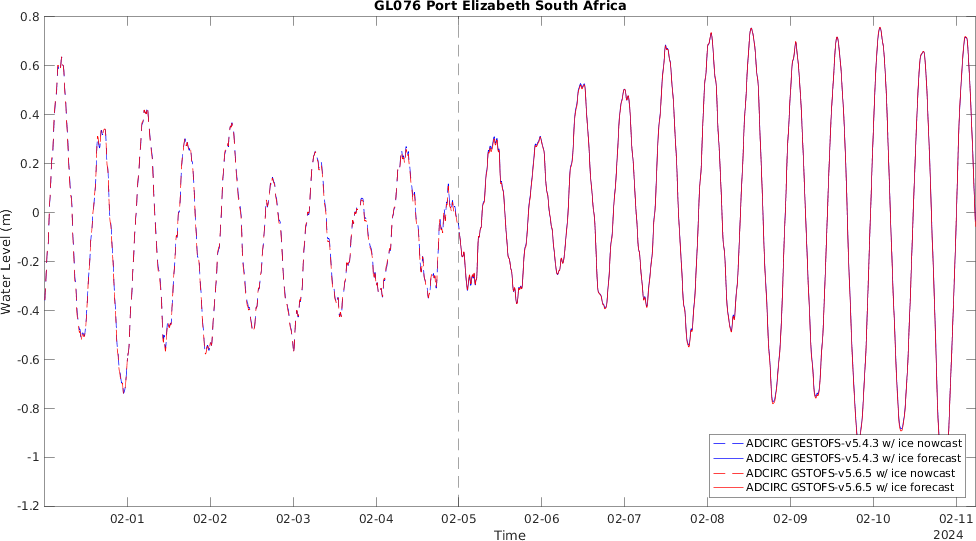 GL076 Port Elizabeth South Africa
0.8
0.6
0.4
0.2
0
-0.2
-0.4
-0.6
-0.8
-1
-1.2
Water Level (m)
ADCIRC GESTOFS-v5.4.3 w/ ice nowcast
ADCIRC GESTOFS-v5.4.3 w/ ice forecast
ADCIRC GSTOFS-v5.6.5 w/ ice nowcast
ADCIRC GSTOFS-v5.6.5 w/ ice forecast
02-01 02-02 02-03 02-04 02-05 02-06 02-07 02-08 02-09 02-10 02-11
Time
2024